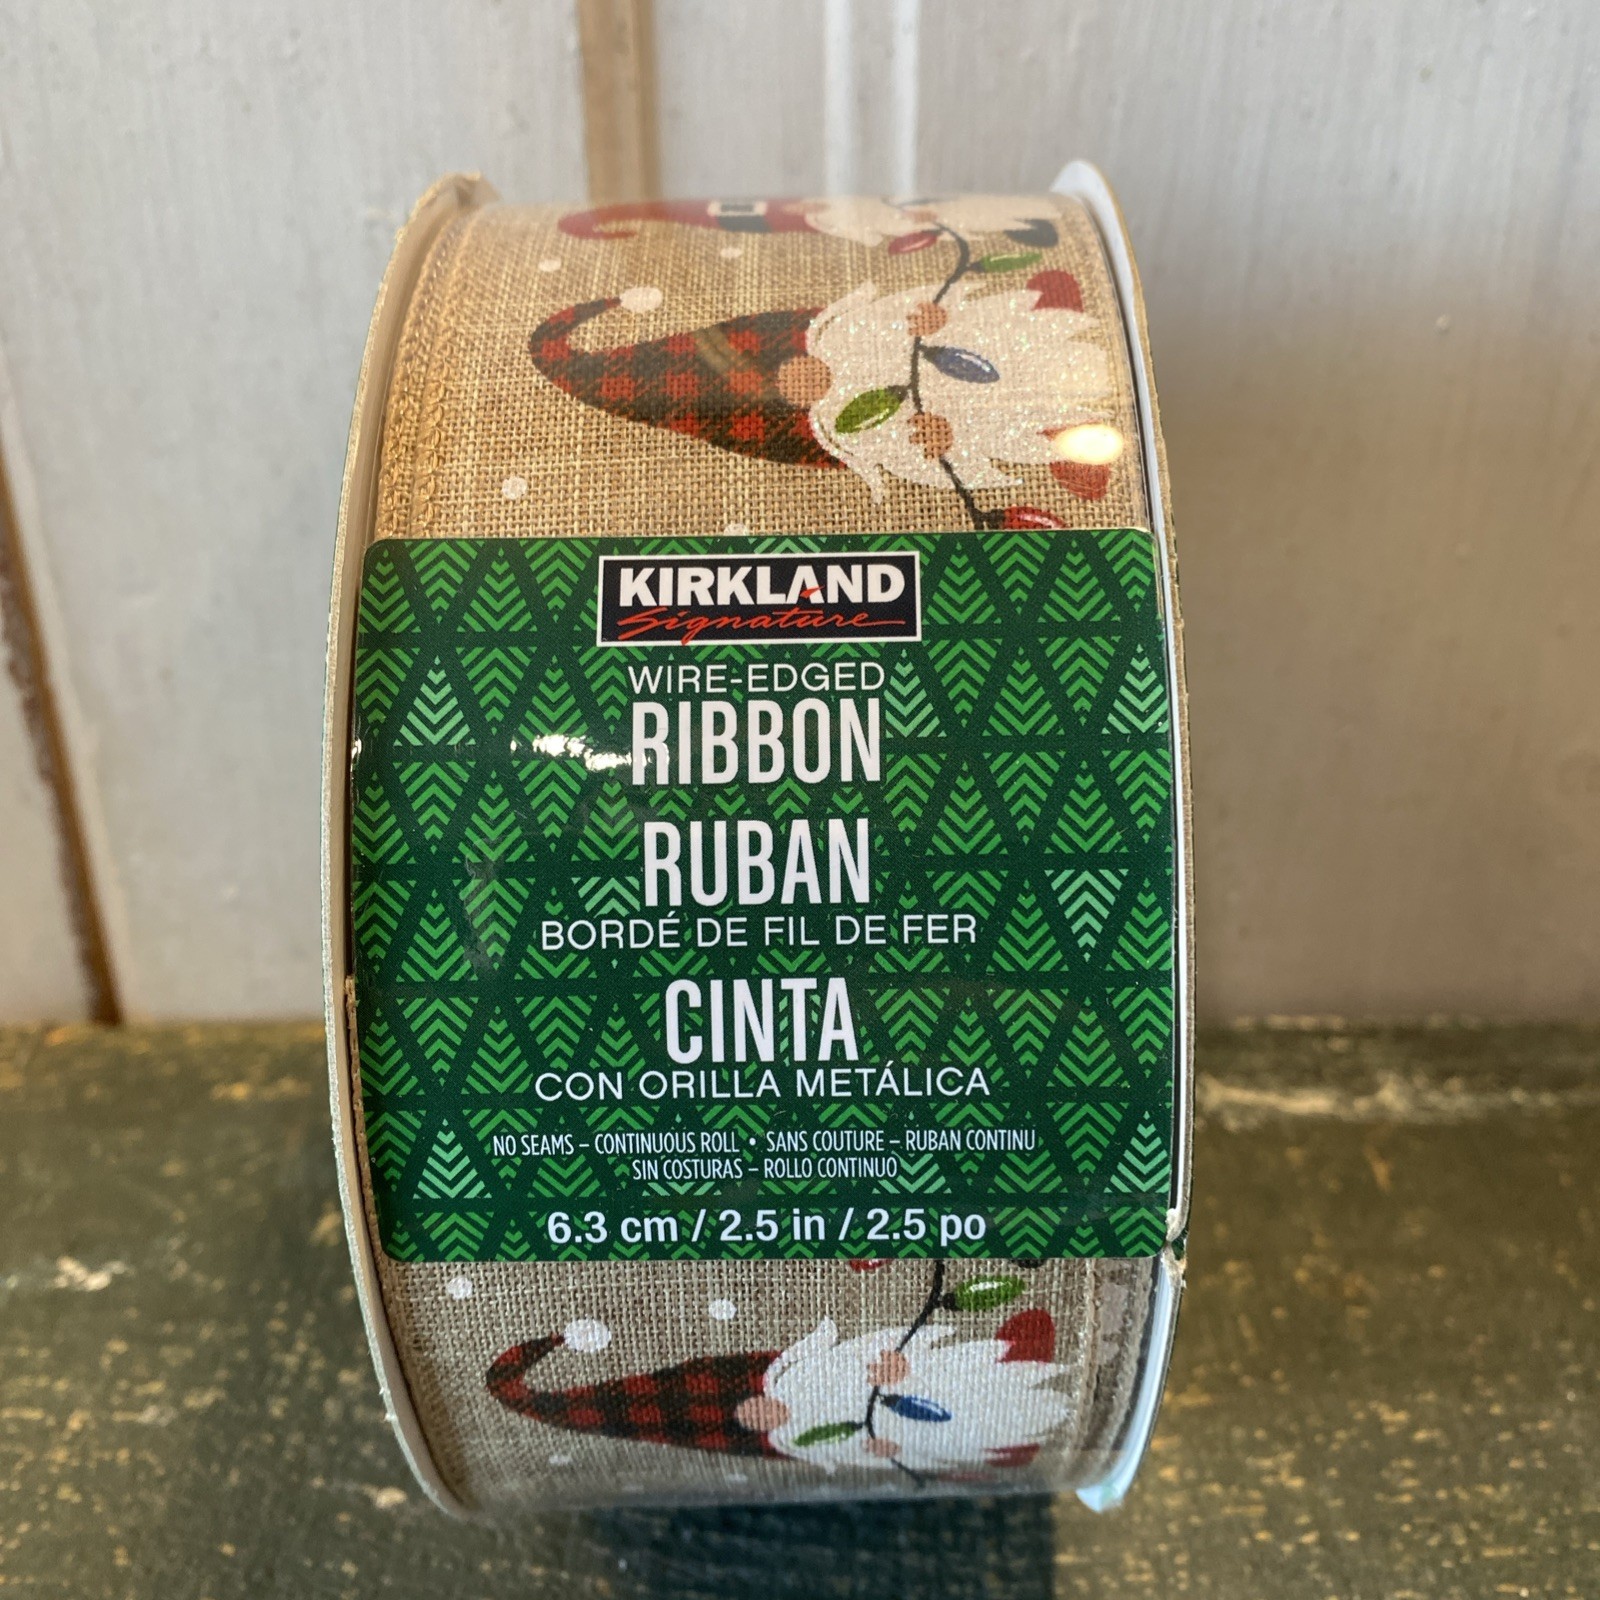 KIRKLAND
Signature
WIRE-EDGED
RIBBON
RUBAN
BORDÉ DE FIL DE FER
CINTA
CON ORILLA METÁLICA
NO SEAMS – CONTINUOUS ROLL • SANS COUTURE – RUBAN CONTINU
SIN COSTURAS – ROLLO CONTINUO
6.3 cm / 2.5 in / 2.5 po